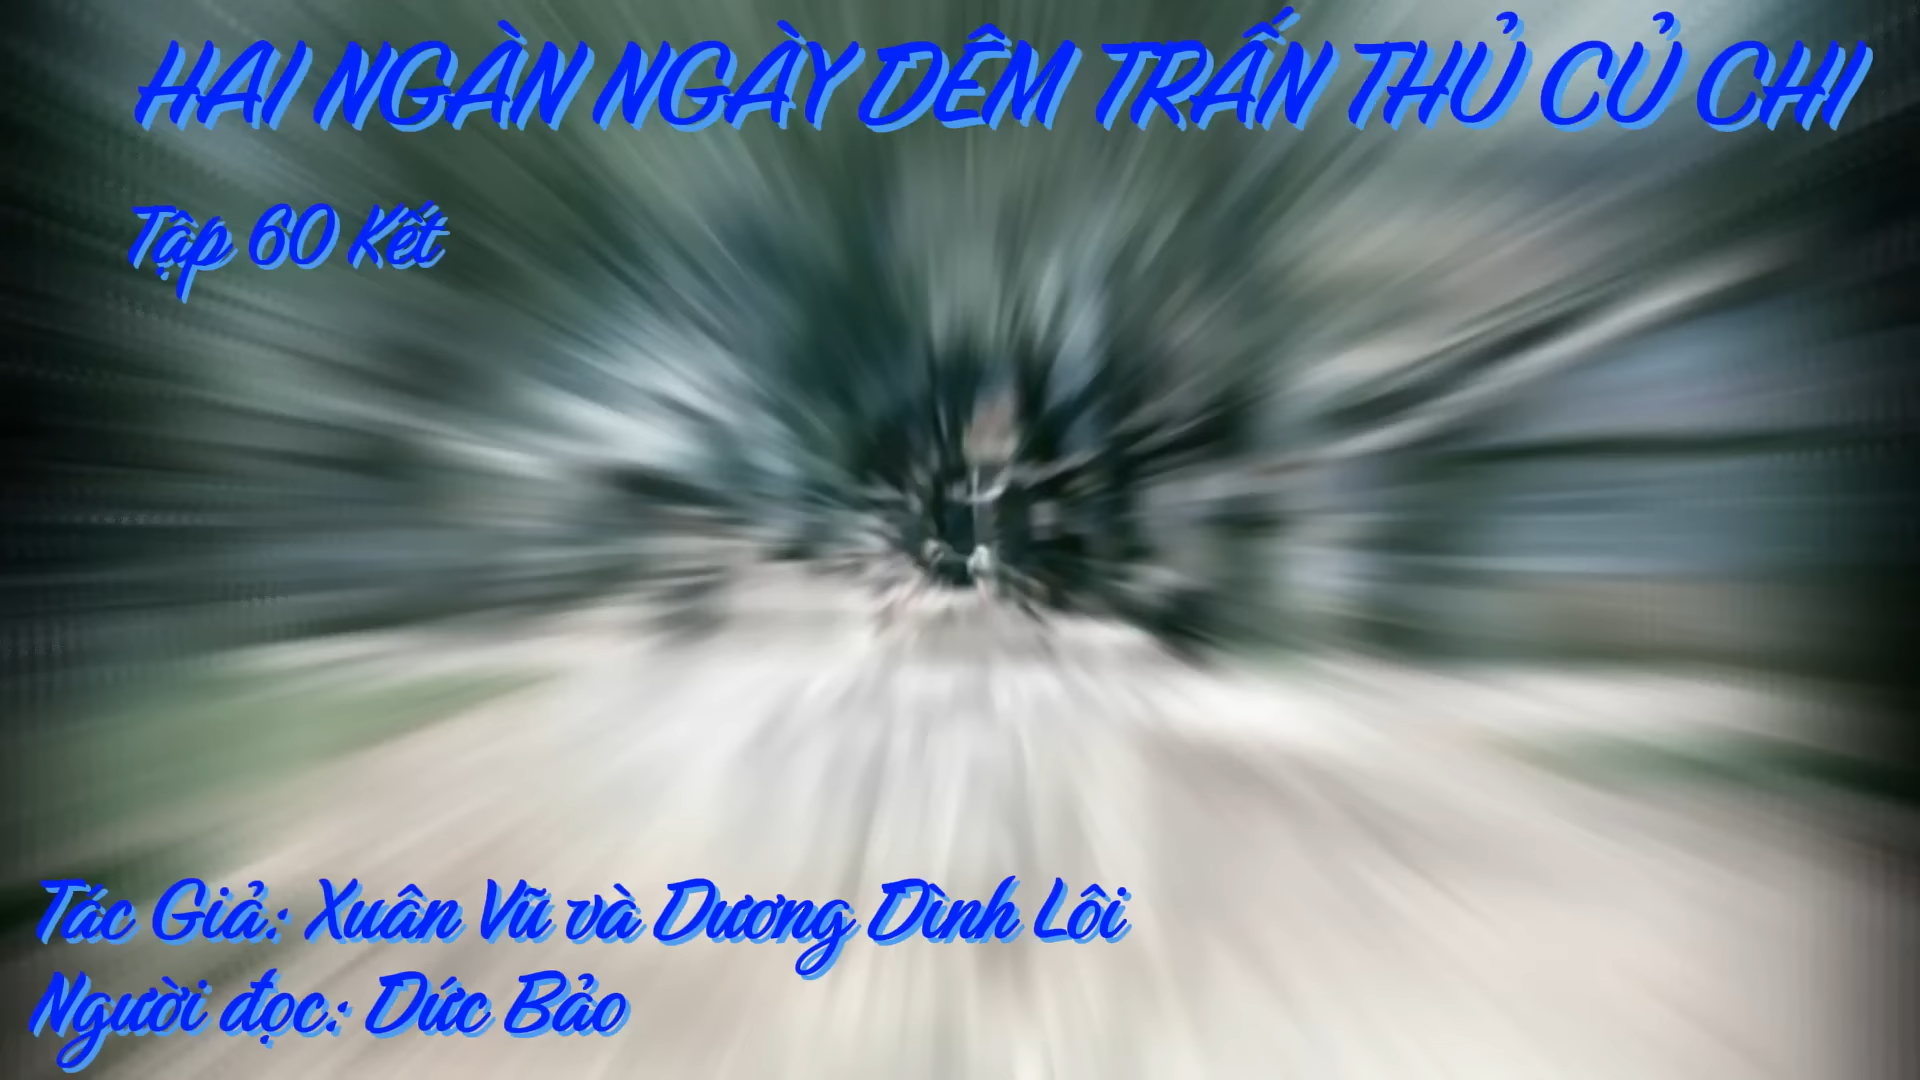 HAI NGÀN NGÀY ĐÊM TRẤN THỦ CỦ CHI
Tập 60 Kết
Tác Giả: Xuân Vũ và Dương Đình Lôi
Người đọc: Đức Bảo